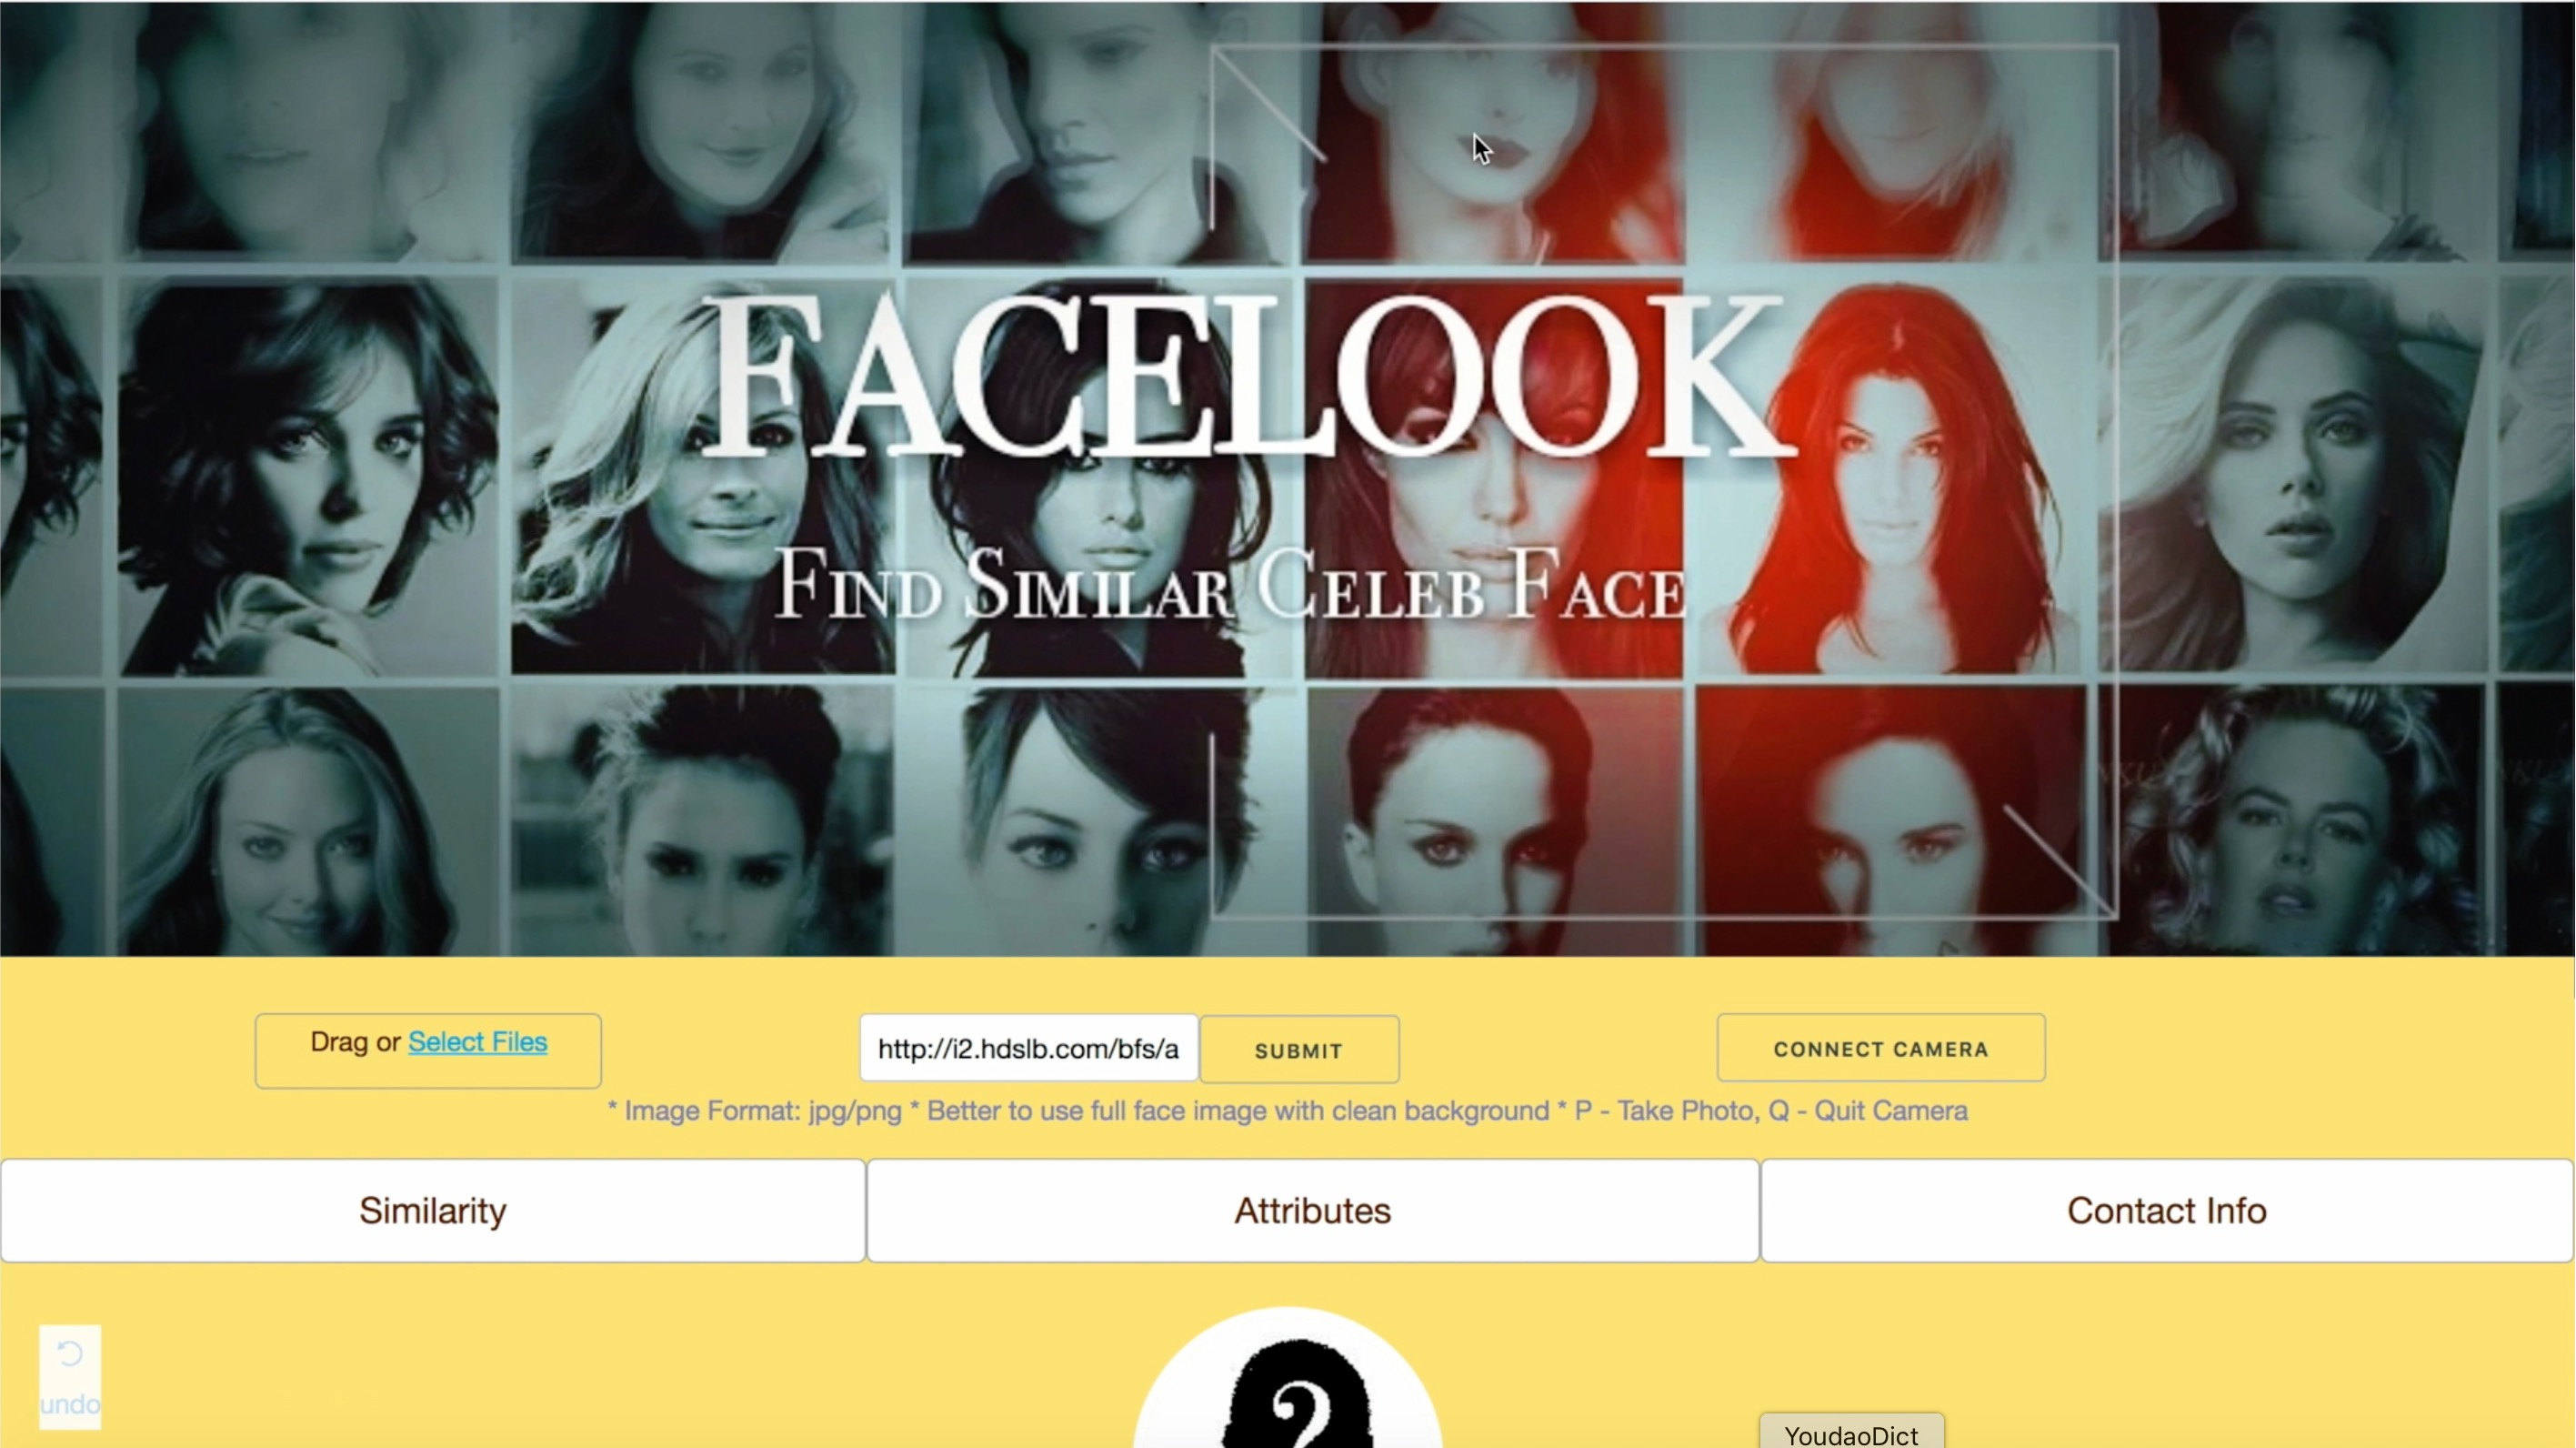 FACELOOK
FIND SIMILAR CELEB FACE
Drag or Select Files
http://i2.hdslb.com/bfs/a
SUBMIT
CONNECT CAMERA
* Image Format: jpg/png * Better to use full face image with clean background * P - Take Photo, Q - Quit Camera
Similarity
Attributes
Contact Info
?
undo
YoudaoDict